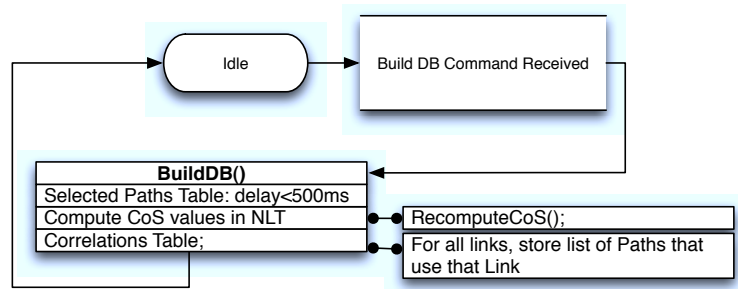 Idle
Build DB Command Received
BuildDB()
Selected Paths Table: delay<500ms
Compute CoS values in NLT
Correlations Table;
RecomputeCoS();
For all links, store list of Paths that
use that Link